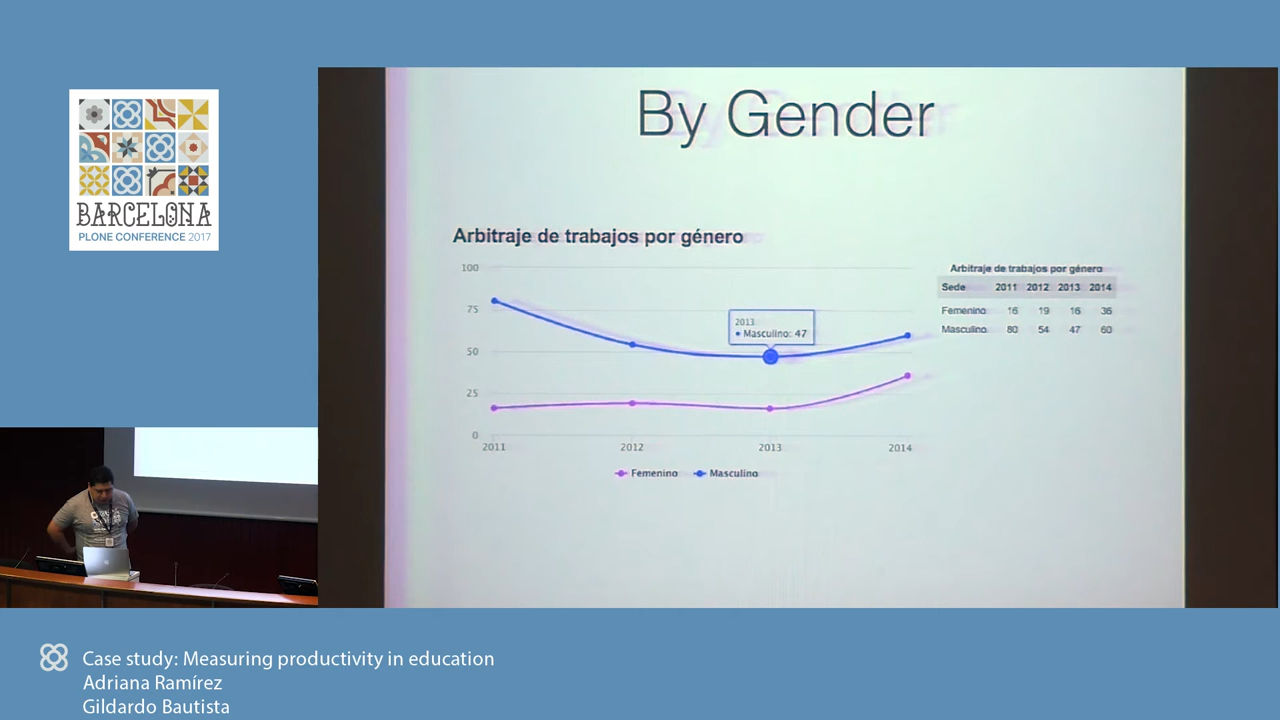 BARCELONA
PLONE CONFERENCE 2017
By Gender
Arbitraje de trabajos por género
100
75
50
25
0
2011 2012 2013 2014
2013
• Masculino: 47
Femenino Masculino
Arbitraje de trabajos por género
Sede 2011 2012 2013 2014
Femenino 16 19 16 36
Masculino 80 54 47 60
Case study: Measuring productivity in education
Adriana Ramírez
Gildardo Bautista